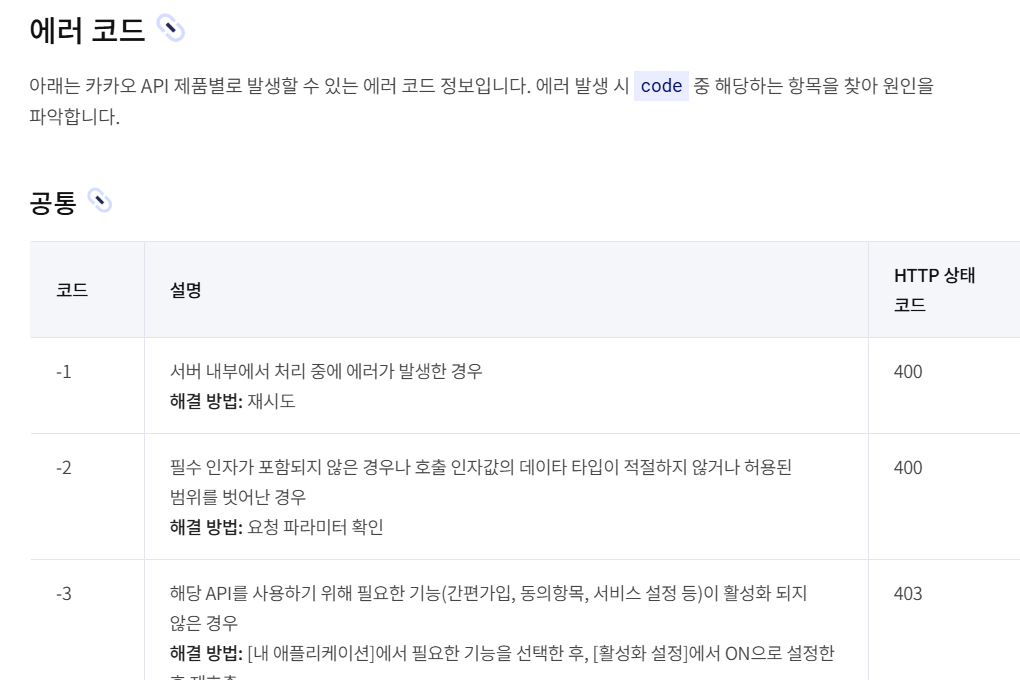 에러 코드
아래는 카카오 API 제품별로 발생할 수 있는 에러 코드 정보입니다. 에러 발생 시 code 중 해당하는 항목을 찾아 원인을
파악합니다.
공통
코드 설명 HTTP 상태
코드
-1 서버 내부에서 처리 중에 에러가 발생한 경우 400
해결 방법: 재시도
-2 필수 인자가 포함되지 않은 경우나 호출 인자값의 데이타 타입이 적절하지 않거나 허용된 400
범위를 벗어난 경우
해결 방법: 요청 파라미터 확인
-3 해당 API를 사용하기 위해 필요한 기능(간편가입, 동의항목, 서비스 설정 등)이 활성화 되지 403
않은 경우
해결 방법: [내 애플리케이션]에서 필요한 기능을 선택한 후, [활성화 설정]에서 ON으로 설정한